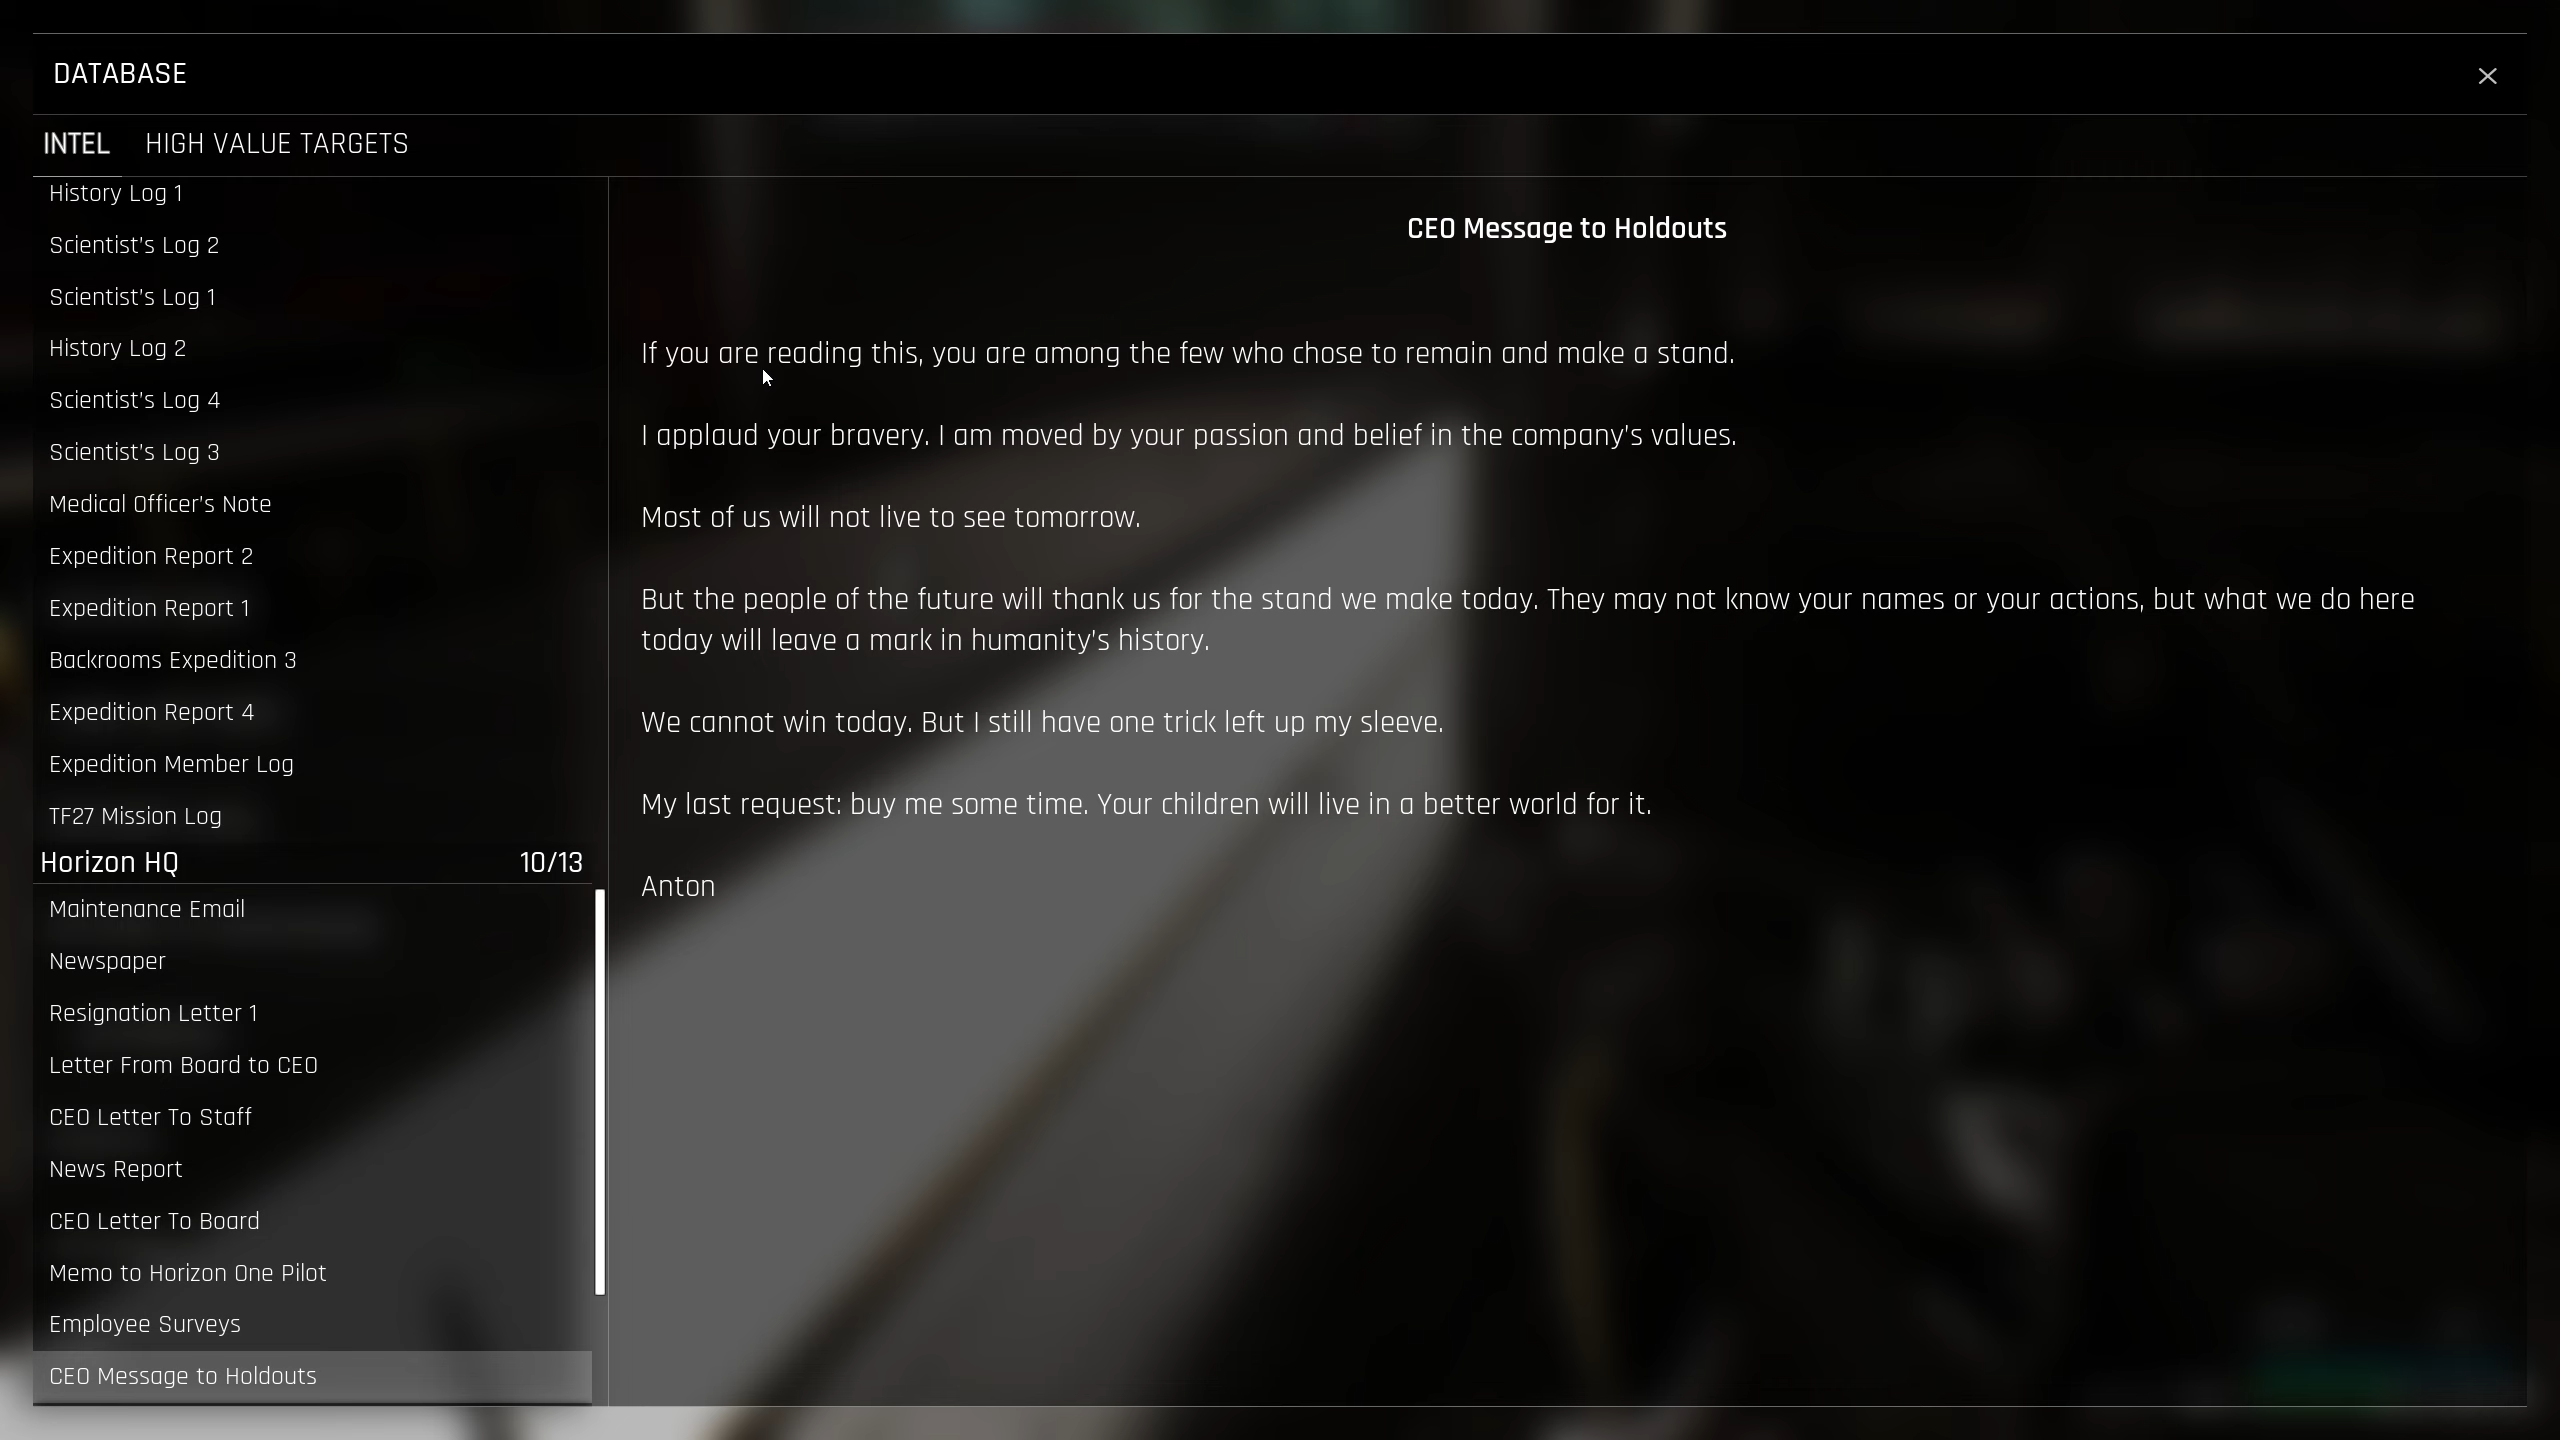 DATABASE
INTEL
HIGH VALUE TARGETS
History Log 1
Scientist's Log 2
Scientist's Log 1
History Log 2
Scientist's Log 4
Scientist's Log 3
Medical Officer's Note
Expedition Report 2
Expedition Report 1
Backrooms Expedition 3
Expedition Report 4
Expedition Member Log
TF27 Mission Log
Horizon HQ 10/13
Maintenance Email
Newspaper
Resignation Letter 1
Letter From Board to CEO
CEO Letter To Staff
News Report
CEO Letter To Board
Memo to Horizon One Pilot
Employee Surveys
CEO Message to Holdouts
CEO Message to Holdouts
If you are reading this, you are among the few who chose to remain and make a stand.
I applaud your bravery. I am moved by your passion and belief in the company's values.
Most of us will not live to see tomorrow.
But the people of the future will thank us for the stand we make today. They may not know your names or your actions, but what we do here
today will leave a mark in humanity's history.
We cannot win today. But I still have one trick left up my sleeve.
My last request: buy me some time. Your children will live in a better world for it.
Anton